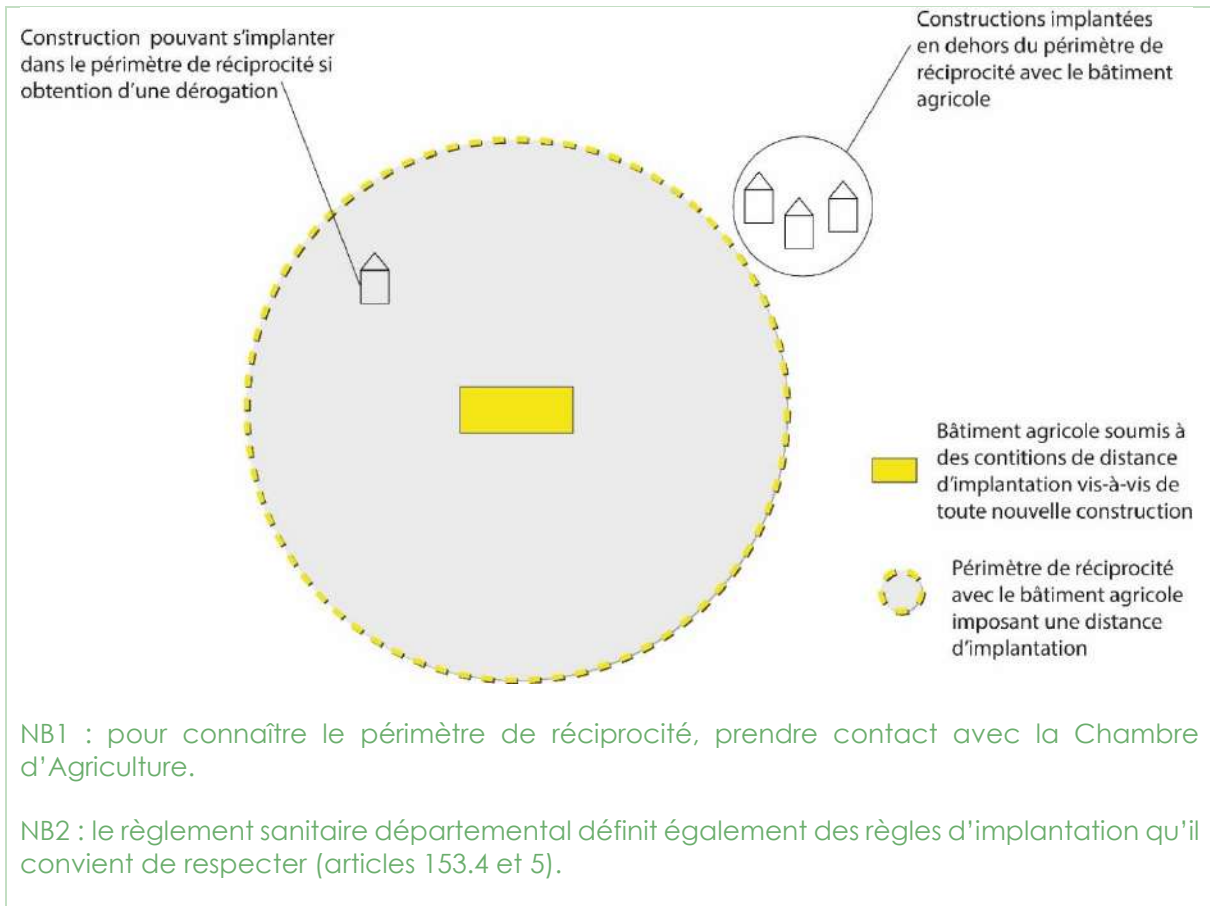 Construction pouvant s'implanter
dans le périmètre de réciprocité si
obtention d'une dérogation
Constructions implantées
en dehors du périmètre de
réciprocité avec le bâtiment
agricole
Bâtiment agricole soumis à
des contitions de distance
d'implantation vis-à-vis de
toute nouvelle construction
Périmètre de réciprocité
avec le bâtiment agricole
imposant une distance
d'implantation
NB1 : pour connaître le périmètre de réciprocité, prendre contact avec la Chambre
d'Agriculture.
NB2 : le règlement sanitaire départemental définit également des règles d'implantation qu'il
convient de respecter (articles 153.4 et 5).